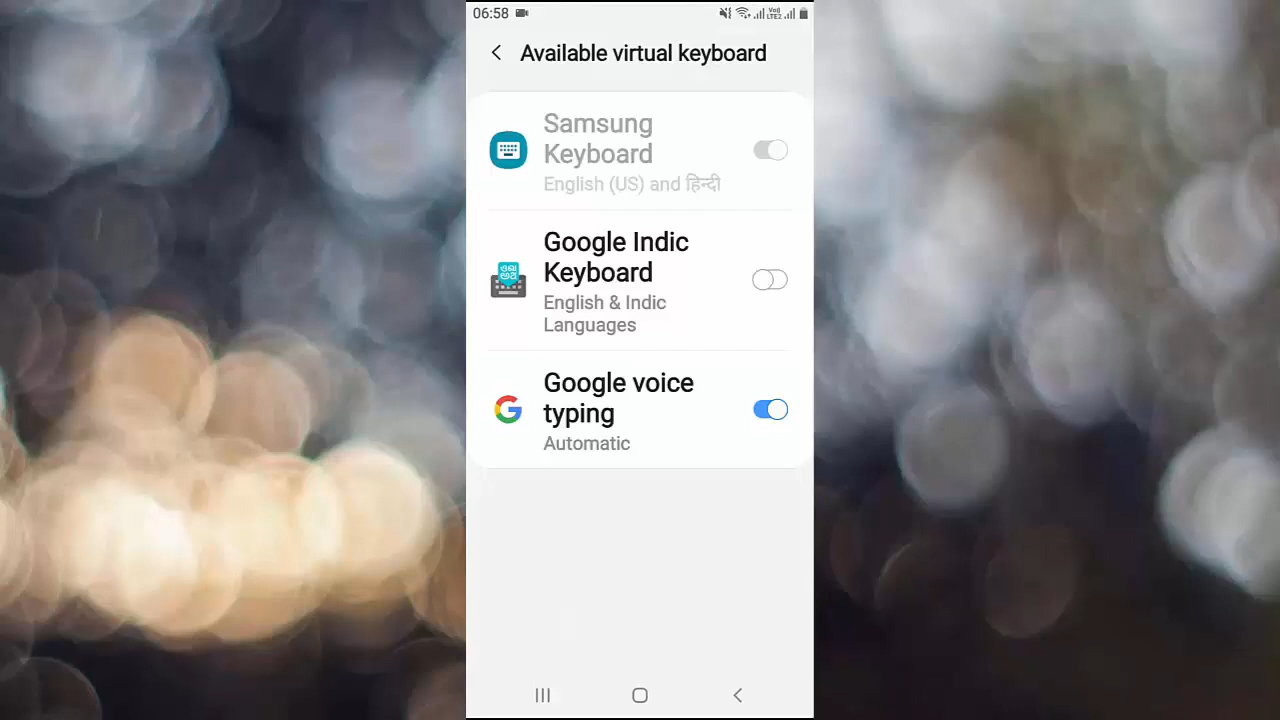 06:58
Available virtual keyboard
Samsung
Keyboard
English (US) and हिन्दी
Google Indic
Keyboard
English & Indic
Languages
Google voice
typing
Automatic